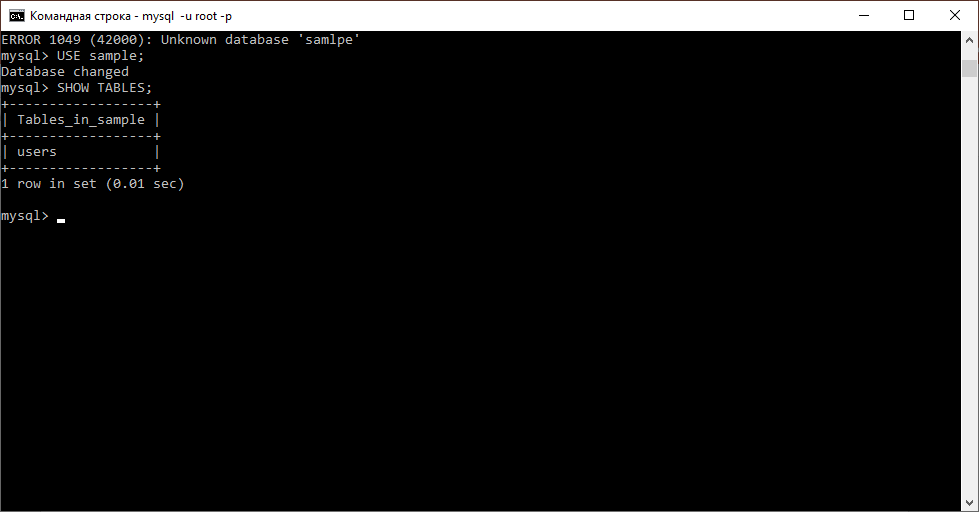 Командная строка - mysql  -u root -p
ERROR 1049 (42000): Unknown database 'samlpe'
mysql> USE sample;
Database changed
mysql> SHOW TABLES;
+------------------+
| Tables_in_sample |
+------------------+
| users            |
+------------------+
1 row in set (0.01 sec)
mysql>